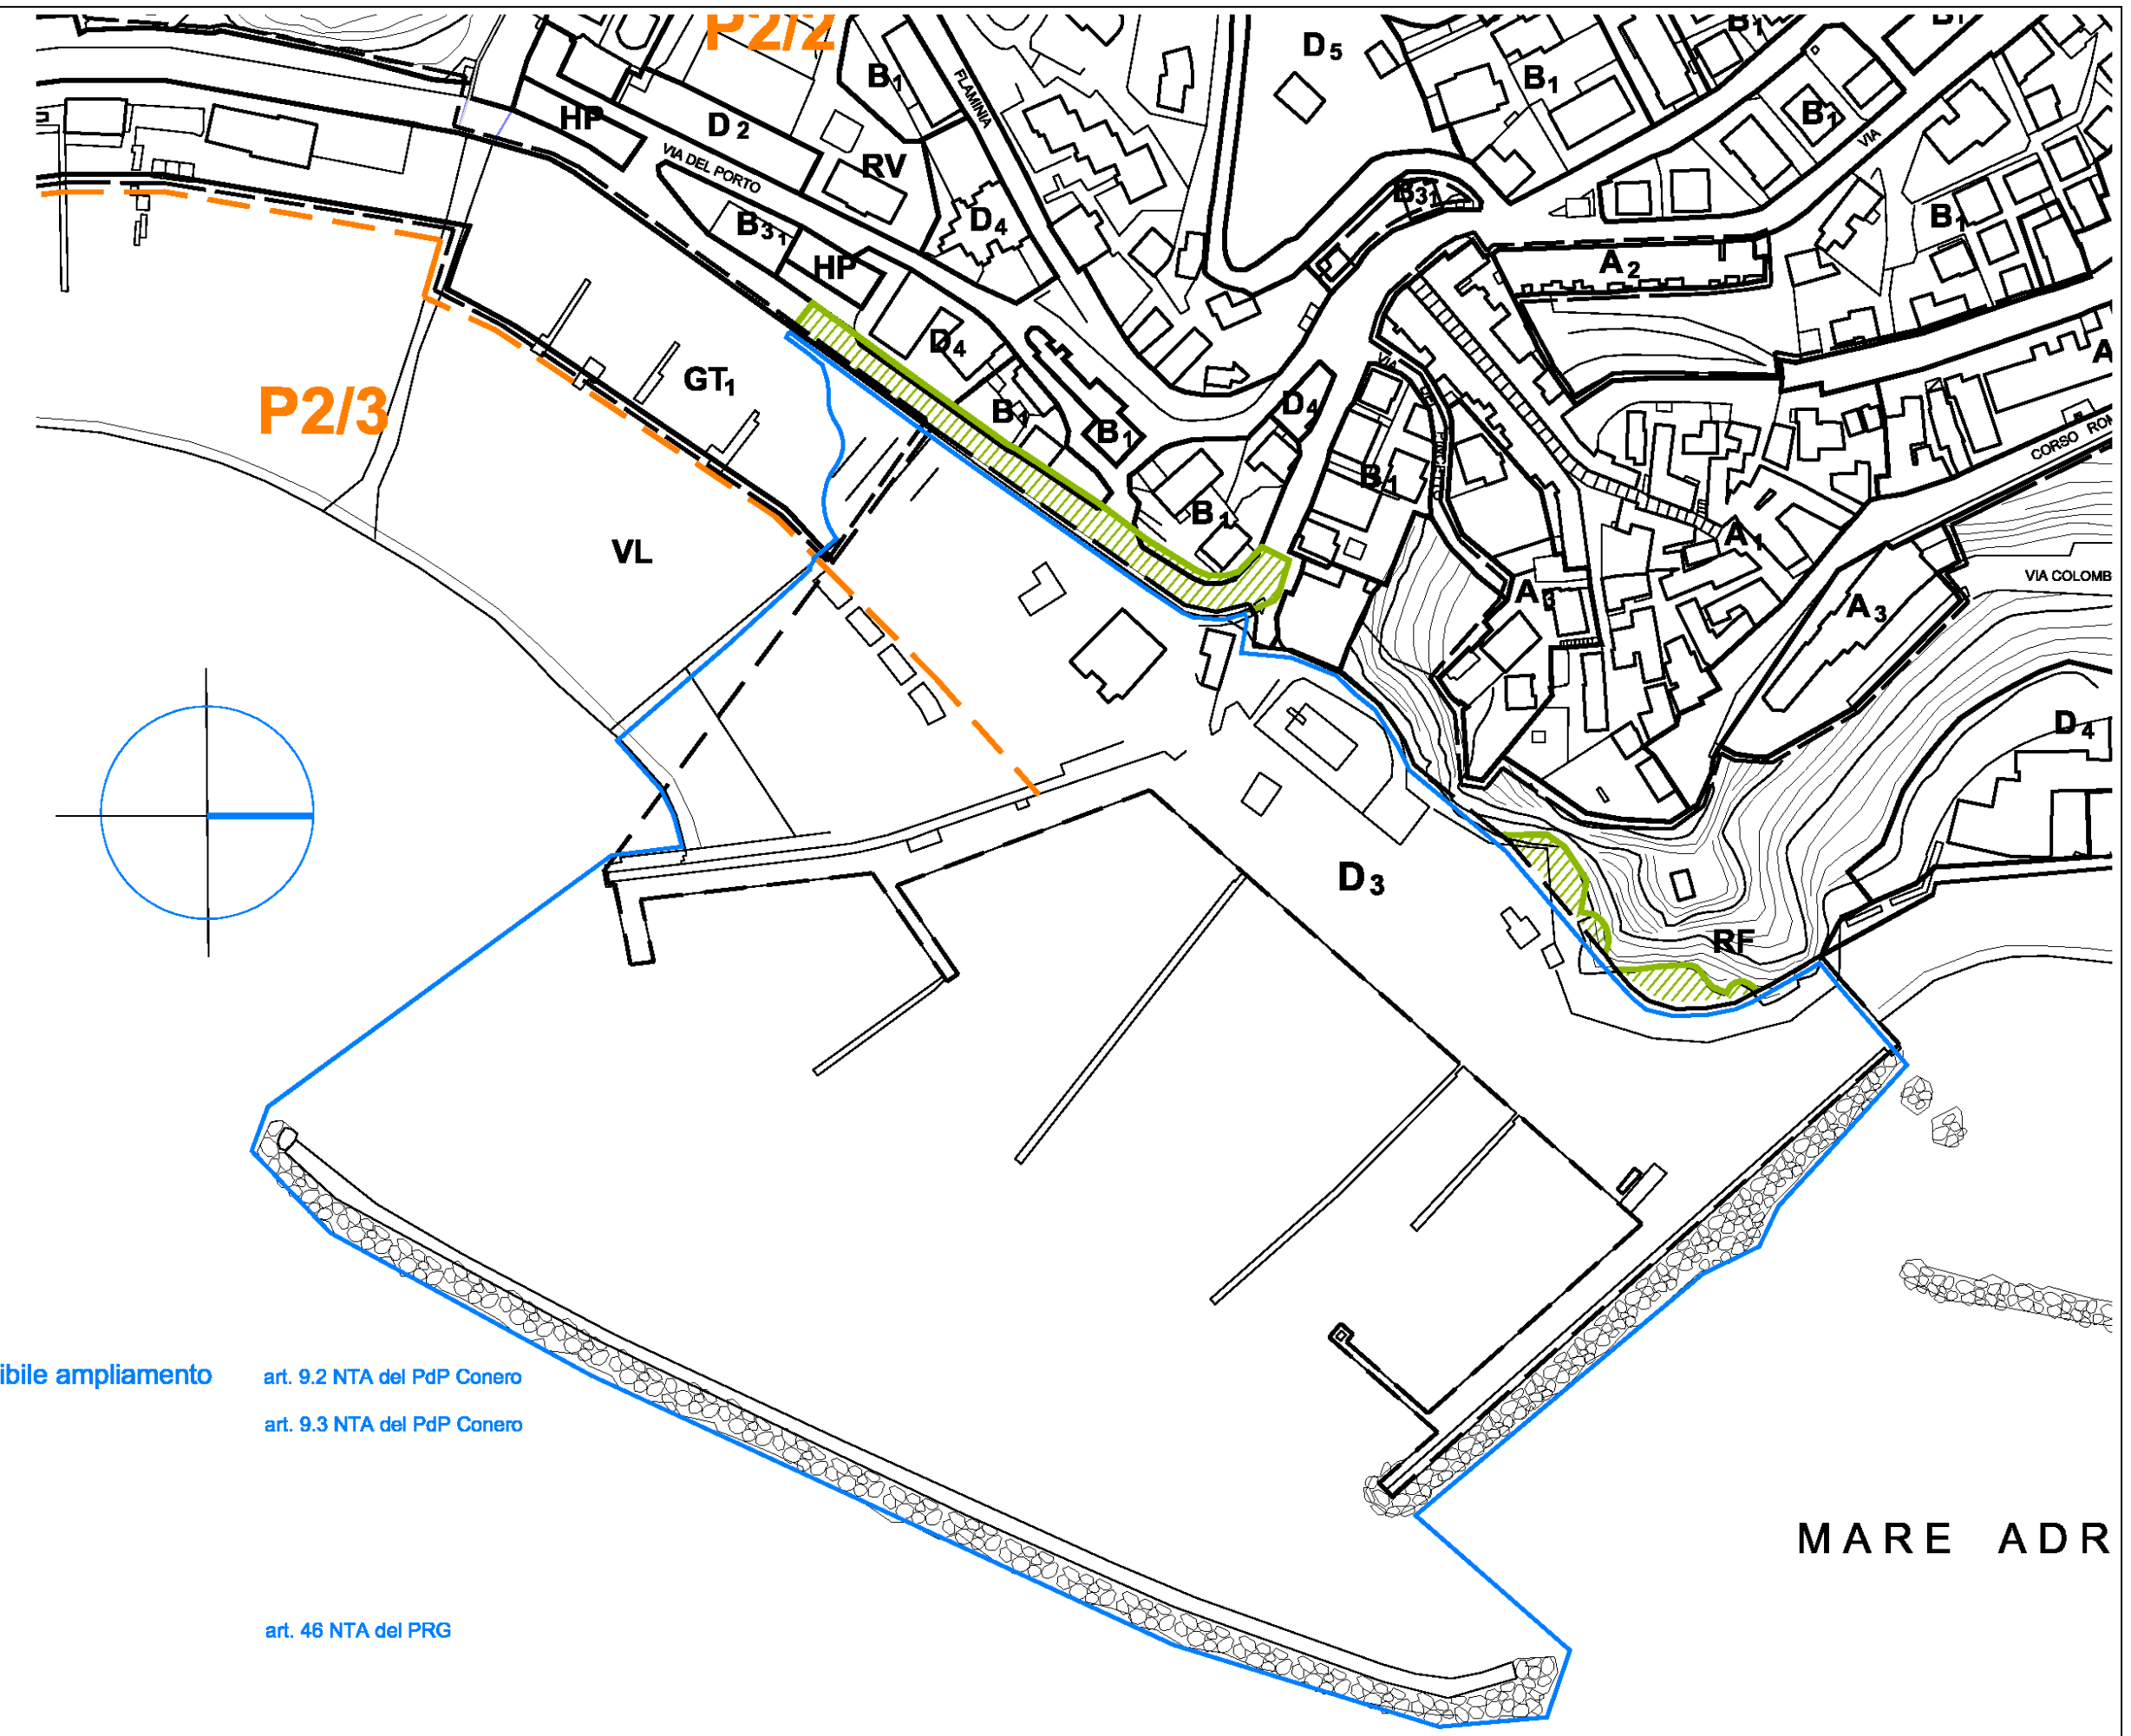 P2/2
D5
B1
B1
B1
FLAMINIA
B1
HP
D2
VIA
VIA DEL PORTO
RV
B31
B1
D4
B31
A2
HP
D4
A
GT1
VIA
P2/3
D4
B1
B1
CORSO
B1
B1
A1
VL
VIA COLOMB
A3
A3
D4
D3
RF
ibile ampliamento
art. 9.2 NTA del PdP Conero
art. 9.3 NTA del PdP Conero
MARE ADR
art. 46 NTA del PRG